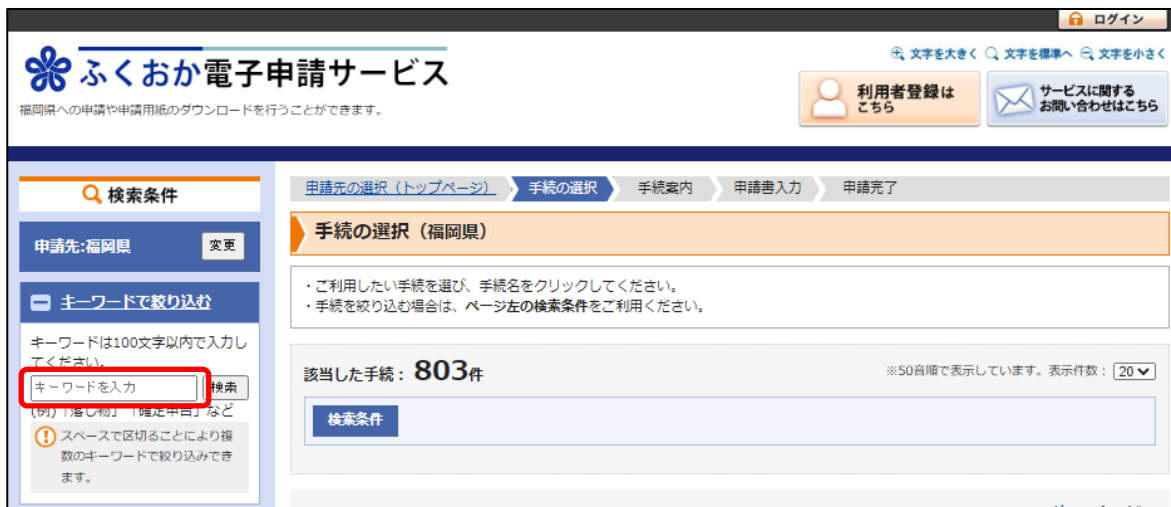 ログイン
文字を大きく 文字を標準へ 文字を小さく
ふくおか電子申請サービス
福岡県への申請や申請用紙のダウンロードを行うことができます。
利用者登録は
こちら
サービスに関する
お問い合わせはこちら
検索条件
申請先:福岡県 変更
キーワードで絞り込む
キーワードは100文字以内で入力し
てください。
キーワードを入力 検索
(例)「落し物」「確定申告」など
スペースで区切ることにより複
数のキーワードで絞り込みでき
ます。
申請先の選択（トップページ） 手続の選択 手続案内 申請書入力 申請完了
手続の選択（福岡県）
・ご利用したい手続を選び、手続名をクリックしてください。
・手続を絞り込む場合は、ページ左の検索条件をご利用ください。
該当した手続： 803件
※50音順で表示しています。表示件数： 20
検索条件